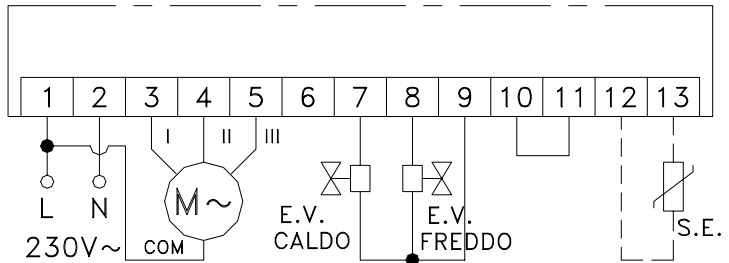 1 2 3 4 5 6 7 8 9 10 11 12 13
I II III
L N
M~
E.V. CALDO
E.V. FREDDO
S.E.
230V~
COM